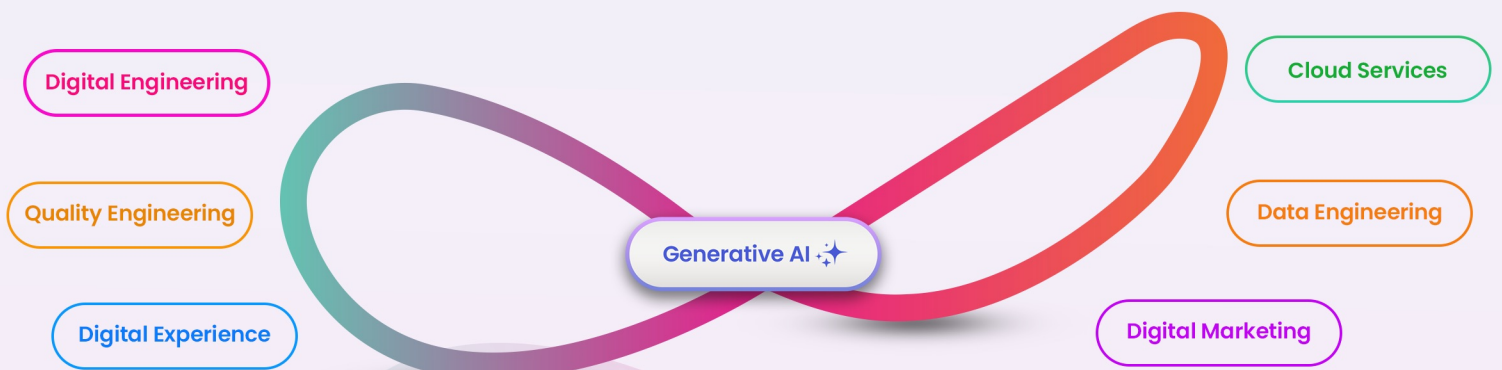 Digital Engineering
Cloud Services
Quality Engineering
Data Engineering
Generative AI
Digital Experience
Digital Marketing